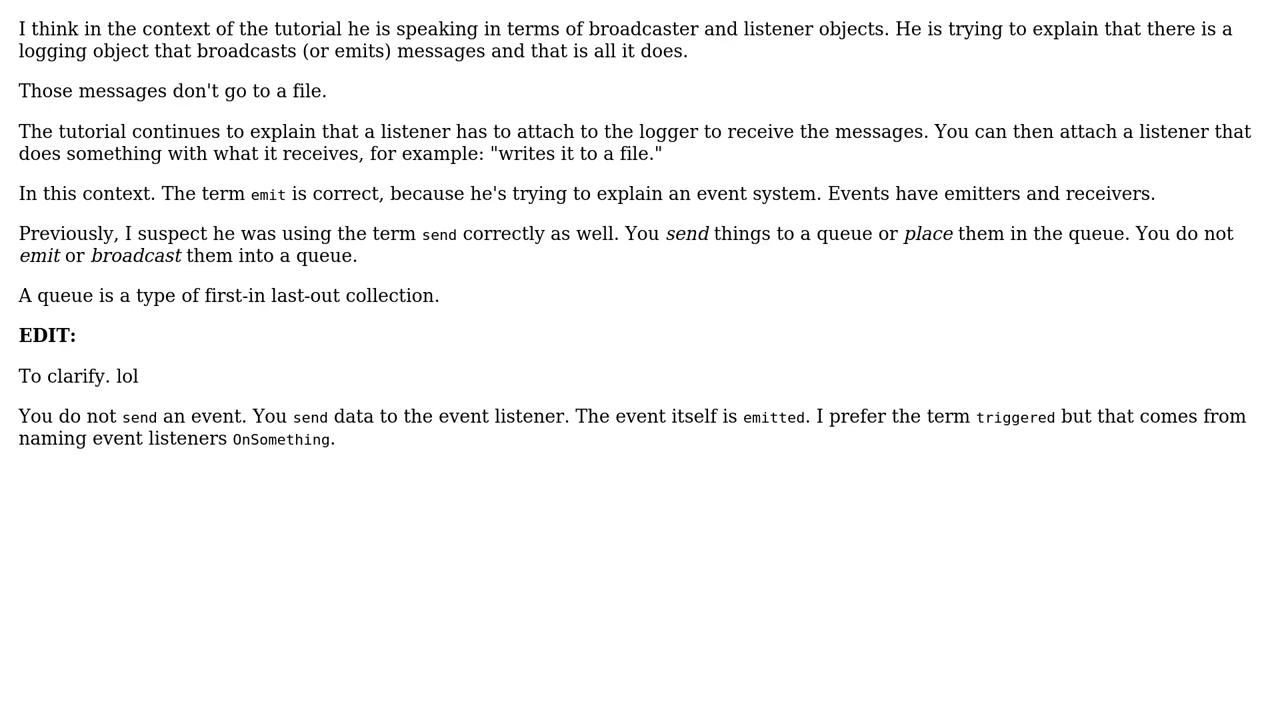 I think in the context of the tutorial he is speaking in terms of broadcaster and listener objects. He is trying to explain that there is a
logging object that broadcasts (or emits) messages and that is all it does.
Those messages don't go to a file.
The tutorial continues to explain that a listener has to attach to the logger to receive the messages. You can then attach a listener that
does something with what it receives, for example: "writes it to a file."
In this context. The term emit is correct, because he's trying to explain an event system. Events have emitters and receivers.
Previously, I suspect he was using the term send correctly as well. You send things to a queue or place them in the queue. You do not
emit or broadcast them into a queue.
A queue is a type of first-in last-out collection.
EDIT:
To clarify. lol
You do not send an event. You send data to the event listener. The event itself is emitted. I prefer the term triggered but that comes from
naming event listeners OnSomething.